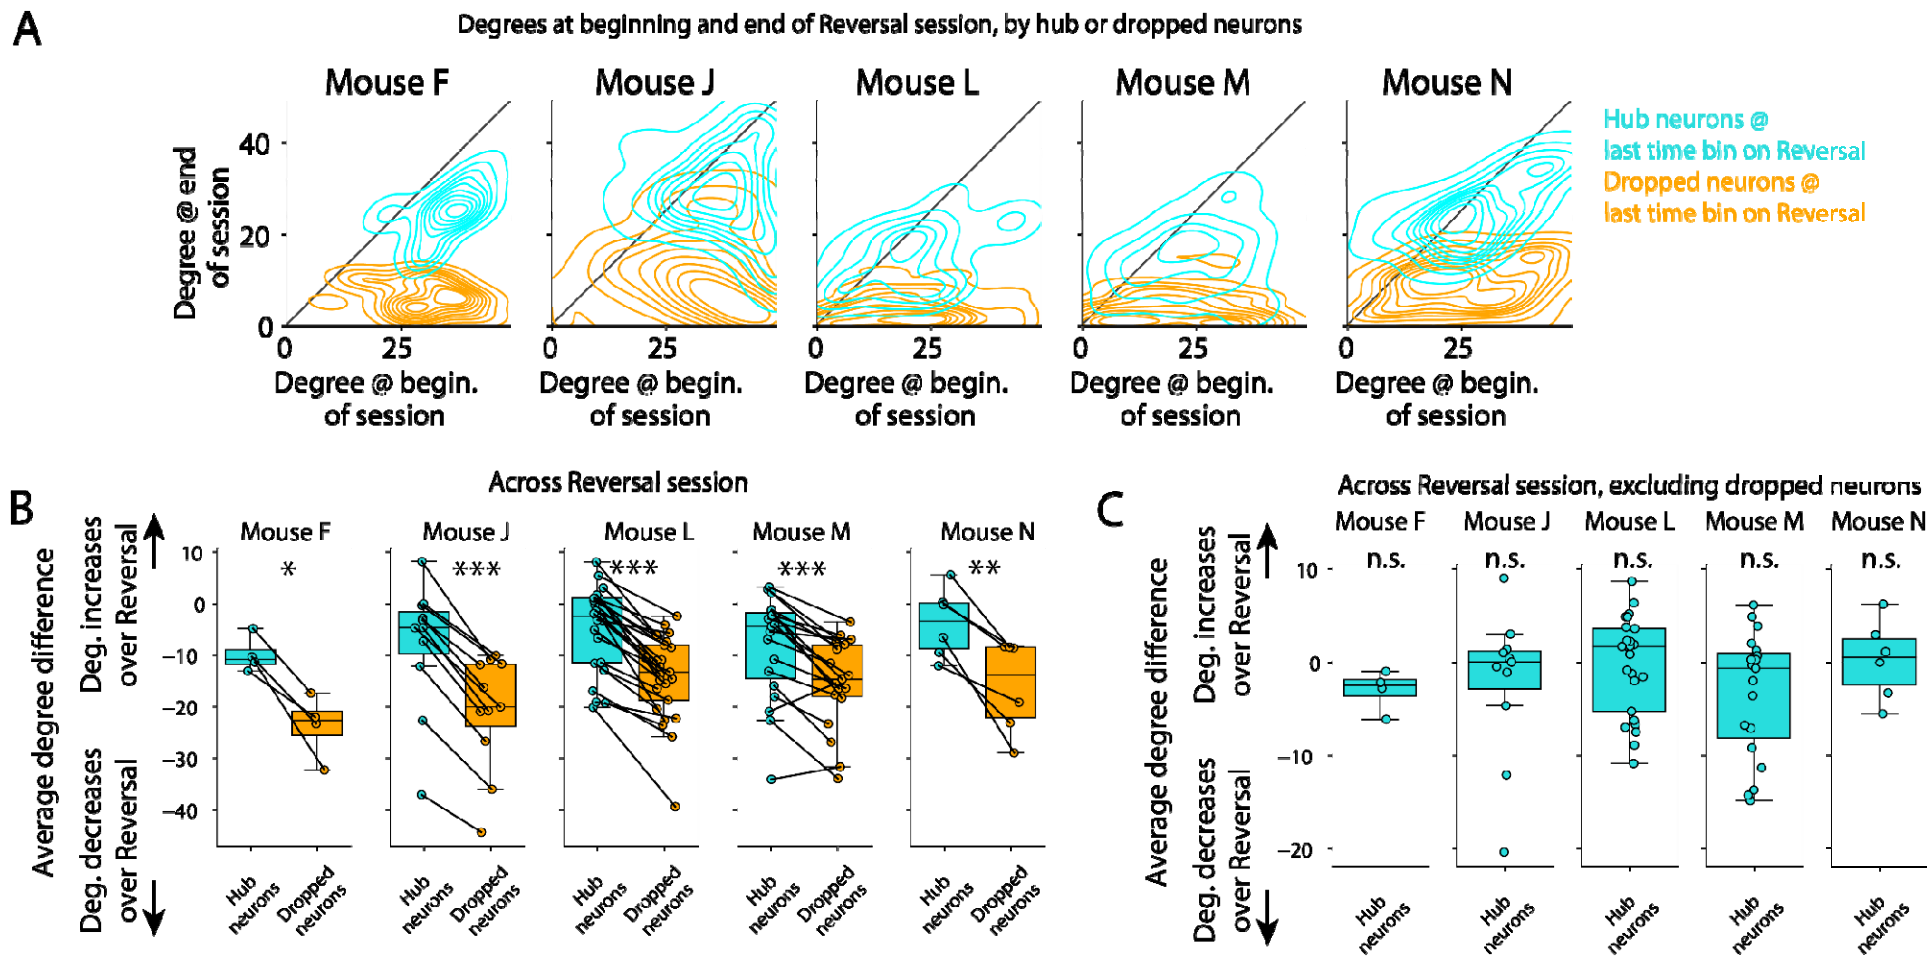 A
Degrees at beginning and end of Reversal session, by hub or dropped neurons
Mouse F
Mouse J
Mouse L
Mouse M
Mouse N
Hub neurons @
last time bin on Reversal
Dropped neurons @
last time bin on Reversal
Degree @ end
of session
40
20
0
0
25
0
25
0
25
0
25
0
25
Degree @ begin.
of session
Degree @ begin.
of session
Degree @ begin.
of session
Degree @ begin.
of session
Degree @ begin.
of session
B
Across Reversal session
Average degree difference
Deg. decreases
over Reversal
Deg. increases
over Reversal
Mouse F
Mouse J
Mouse L
Mouse M
Mouse N
*
***
***
***
**
10
0
−10
−20
−30
−40
Hub
neurons
Dropped
neurons
Hub
neurons
Dropped
neurons
Hub
neurons
Dropped
neurons
Hub
neurons
Dropped
neurons
Hub
neurons
Dropped
neurons
C
Across Reversal session, excluding dropped neurons
Average degree difference
Deg. decreases
over Reversal
Deg. increases
over Reversal
Mouse F
Mouse J
Mouse L
Mouse M
Mouse N
n.s.
n.s.
n.s.
n.s.
n.s.
10
0
−10
−20
Hub
neurons
Hub
neurons
Hub
neurons
Hub
neurons
Hub
neurons